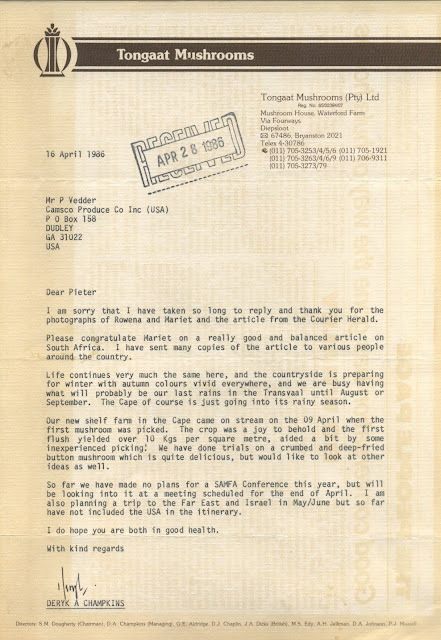 Tongaat Mushrooms
Tongaat Mushrooms (Pty) Ltd
Mushroom House, Waterford Farm
Via Fourways
Diepsloot
67486, Bryanston 2021
Telex 4-30786
(011) 705-3253/4/5/6 (011) 705-1921
(011) 705-3263/4/6/9 (011) 706-9311
(011) 705-3273/79
RECEIVED
APR 28 1986
RECEIVED
16 April 1986
Mr P Vedder
Camsco Produce Co Inc (USA)
P O Box 158
DUDLEY
GA 31022
USA
Dear Pieter
I am sorry that I have taken so long to reply and thank you for the
photographs of Rowena and Mariet and the article from the Courier Herald.
Please congratulate Mariet on a really good and balanced article on
South Africa. I have sent many copies of the article to various people
around the country.
Life continues very much the same here, and the countryside is preparing
for winter with autumn colours vivid everywhere, and we are busy having
what will probably be our last rains in the Transvaal until August or
September. The Cape of course is just going into its rainy season.
Our new shelf farm in the Cape came on stream on the 09 April when the
first mushroom was picked. The crop was a joy to behold and the first
flush yielded over 10 Kgs per square metre, aided a bit by some
inexperienced picking! We have done trials on a crumbed and deep-fried
button mushroom which is quite delicious, but would like to look at other
ideas as well.
So far we have made no plans for a SAMFA Conference this year, but will
be looking into it at a meeting scheduled for the end of April. I am
also planning a trip to the Far East and Israel in May/June but so far
have not included the USA in the itinerary.
I do hope you are both in good health.
With kind regards
DERYK A CHAMPKINS
Directors: S.M. Dougherty (Chairman), D.A. Champkins (Managing), G.E. Aldridge, D.J. Chaplin, J.A. Dicks (British), M.S. Edy, A.H. Jelliman, D.A. Johnson, P.J. Mussell